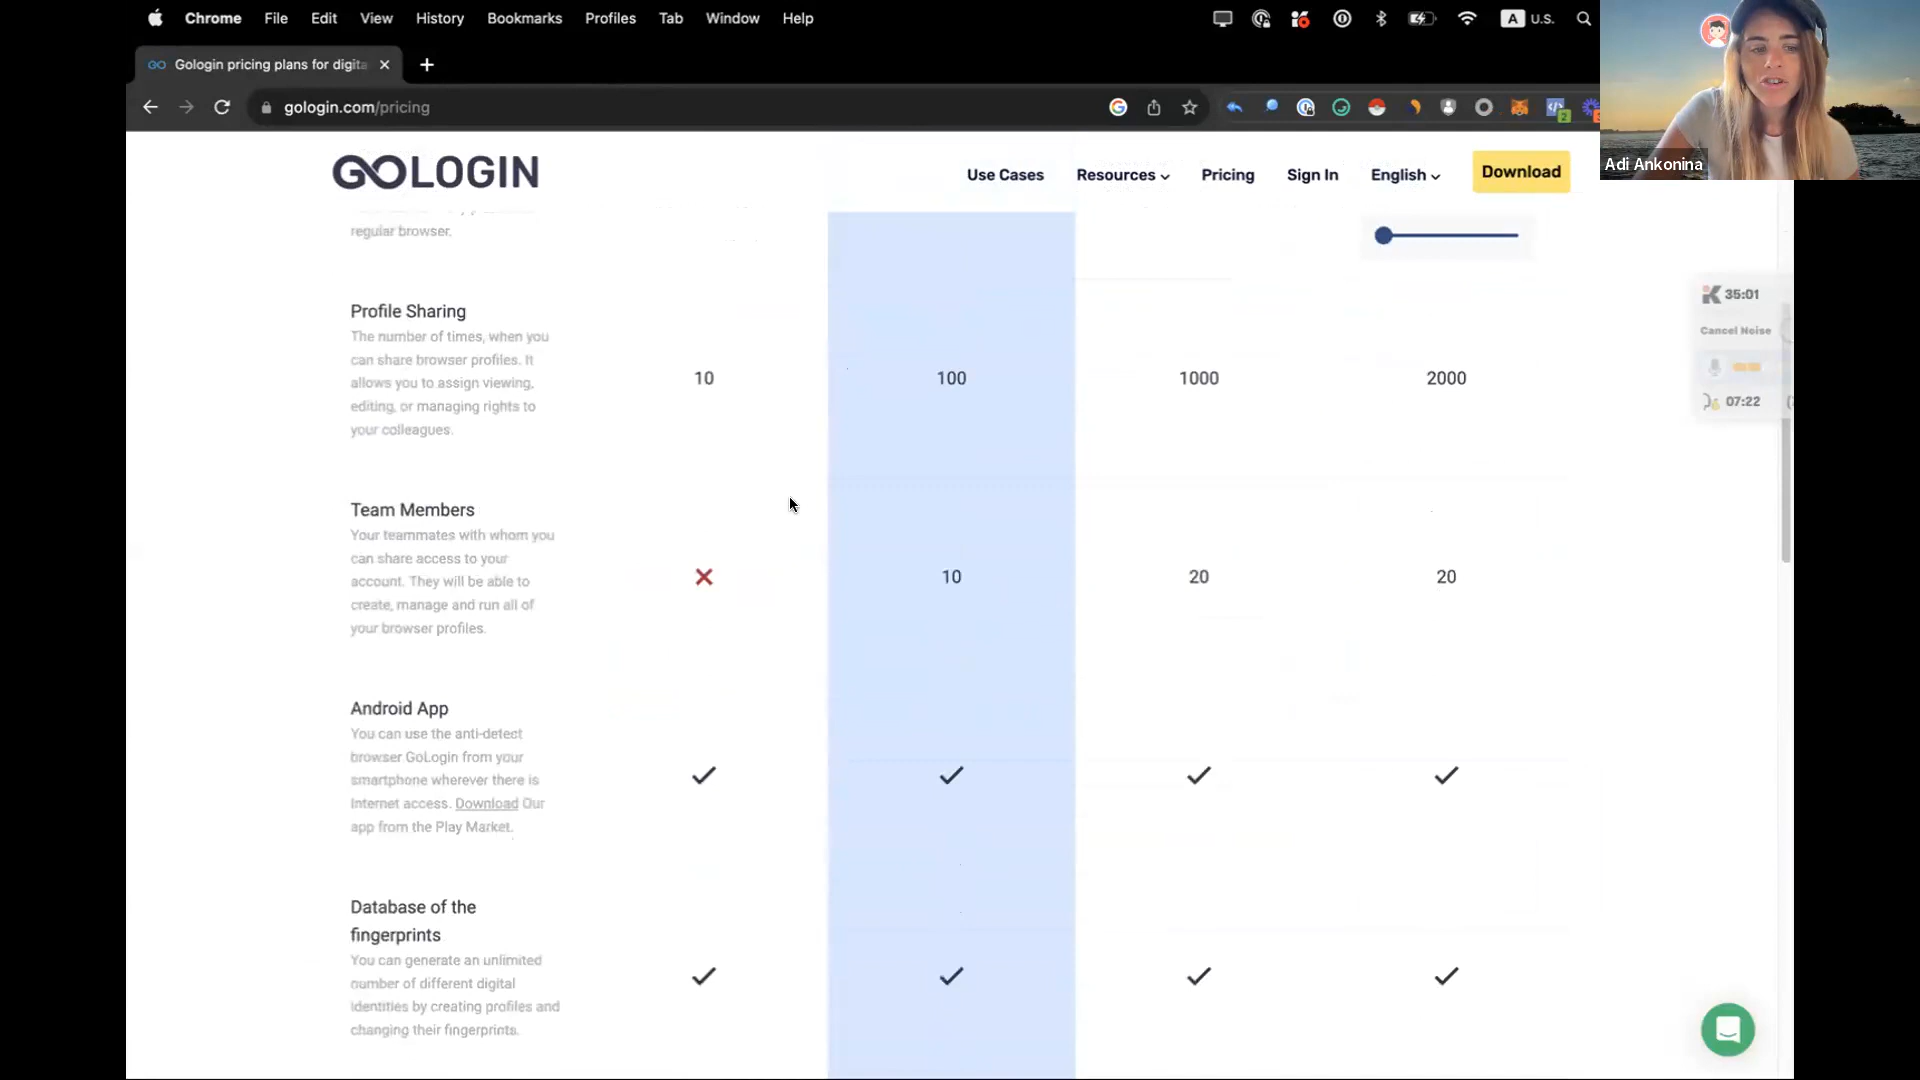 Chrome File Edit View History Bookmarks Profiles Tab Window Help
A U.S.
Gologin pricing plans for digita
gologin.com/pricing
2
Adi Ankonina
GOLOGIN
Use Cases Resources Pricing Sign In English Download
regular browser.
Profile Sharing
The number of times, when you
can share browser profiles. It
allows you to assign viewing,
editing, or managing rights to
your colleagues.
10 100 1000 2000
35:01
Cancel Noise
07:22
Team Members
Your teammates with whom you
can share access to your
account. They will be able to
create, manage and run all of
your browser profiles.
10 20 20
Android App
You can use the anti-detect
browser GoLogin from your
smartphone wherever there is
Internet access. Download Our
app from the Play Market.
Database of the
fingerprints
You can generate an unlimited
number of different digital
identities by creating profiles and
changing their fingerprints.